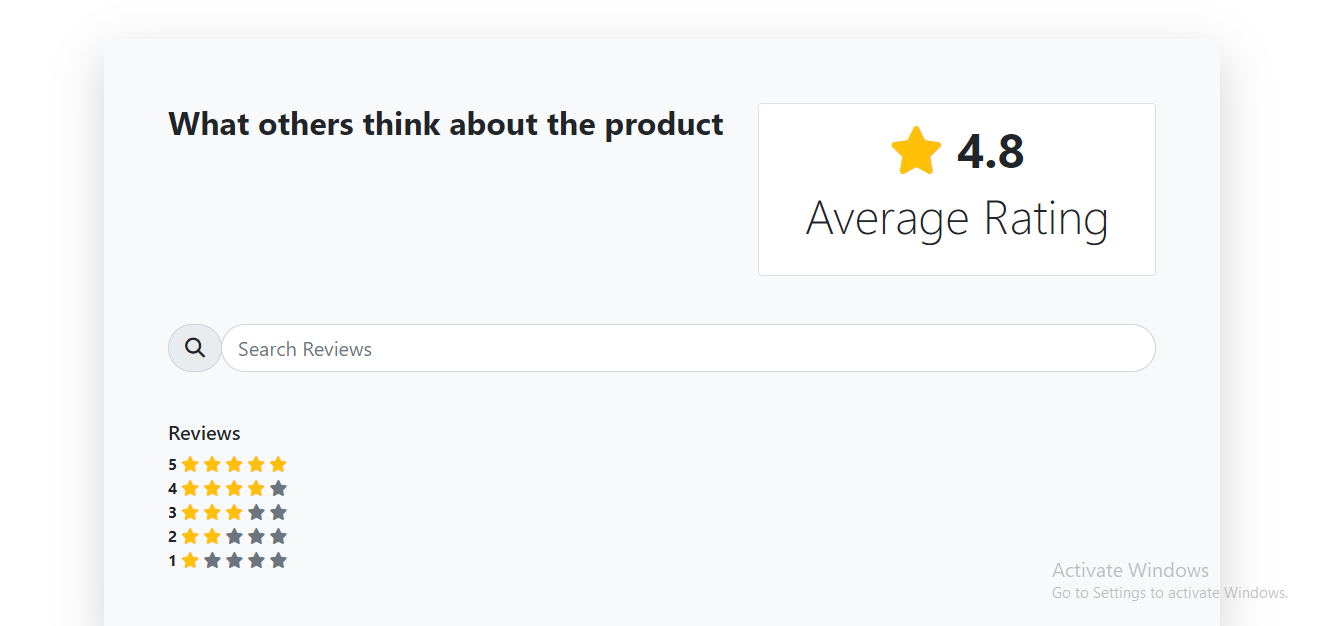 What others think about the product
4.8
Average Rating
Search Reviews
Reviews
5
4
3
2
1
Activate Windows
Go to Settings to activate Windows.